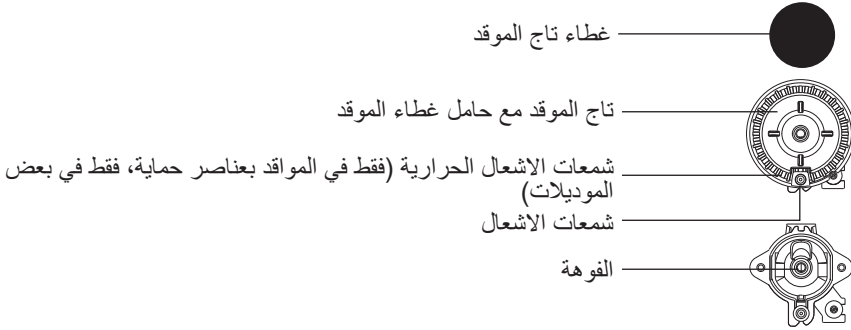 غطاء تاج الموقد
تاج الموقد مع حامل غطاء الموقد
شمعات الاشعال الحرارية (فقط في المواقد بعناصر حماية، فقط في بعض
الموديلات)
شمعات الاشعال
الفوهة